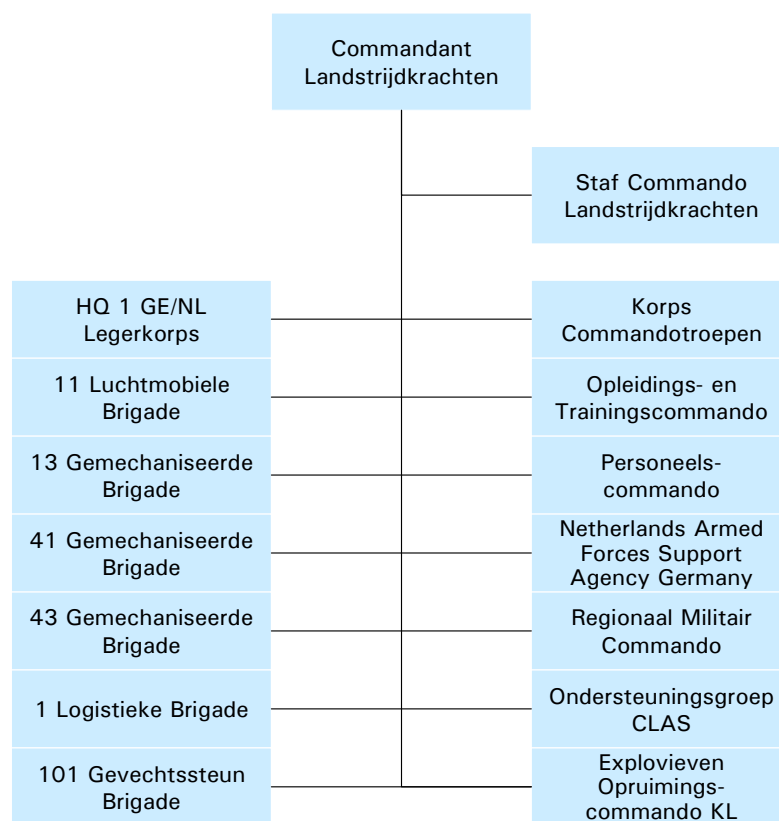 Commandant
Landstrijdkrachten
Staf Commando
Landstrijdkrachten
HQ 1 GE/NL
Legerkorps
Korps
Commandotroepen
11 Luchtmobiele
Brigade
Opleidings- en
Trainingscommando
13 Gemechaniseerde
Brigade
Personeels-
commando
41 Gemechaniseerde
Brigade
Netherlands Armed
Forces Support
Agency Germany
43 Gemechaniseerde
Brigade
Regionaal Militair
Commando
1 Logistieke Brigade
Ondersteuningsgroep
CLAS
101 Gevechtssteun
Brigade
Explovieven
Opruimings-
commando KL